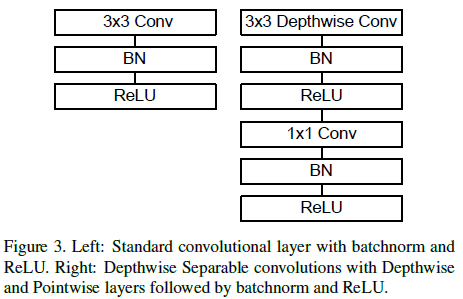 3x3 Conv
BN
ReLU
3x3 Depthwise Conv
BN
ReLU
1x1 Conv
BN
ReLU
Figure 3. Left: Standard convolutional layer with batchnorm and
ReLU. Right: Depthwise Separable convolutions with Depthwise
and Pointwise layers followed by batchnorm and ReLU.